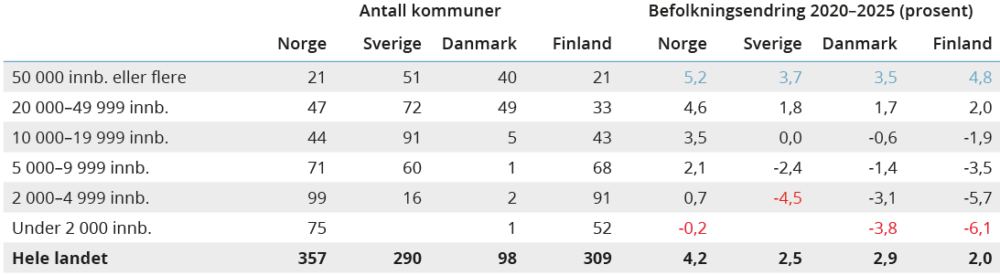 Antall kommuner Befolkningsendring 2020–2025 (prosent)
Norge Sverige Danmark Finland Norge Sverige Danmark Finland
50 000 innb. eller flere 21 51 40 21 5,2 3,7 3,5 4,8
20 000–49 999 innb. 47 72 49 33 4,6 1,8 1,7 2,0
10 000–19 999 innb. 44 91 5 43 3,5 0,0 -0,6 -1,9
5 000–9 999 innb. 71 60 1 68 2,1 -2,4 -1,4 -3,5
2 000–4 999 innb. 99 16 2 91 0,7 -4,5 -3,1 -5,7
Under 2 000 innb. 75 1 52 -0,2 -3,8 -6,1
Hele landet 357 290 98 309 4,2 2,5 2,9 2,0